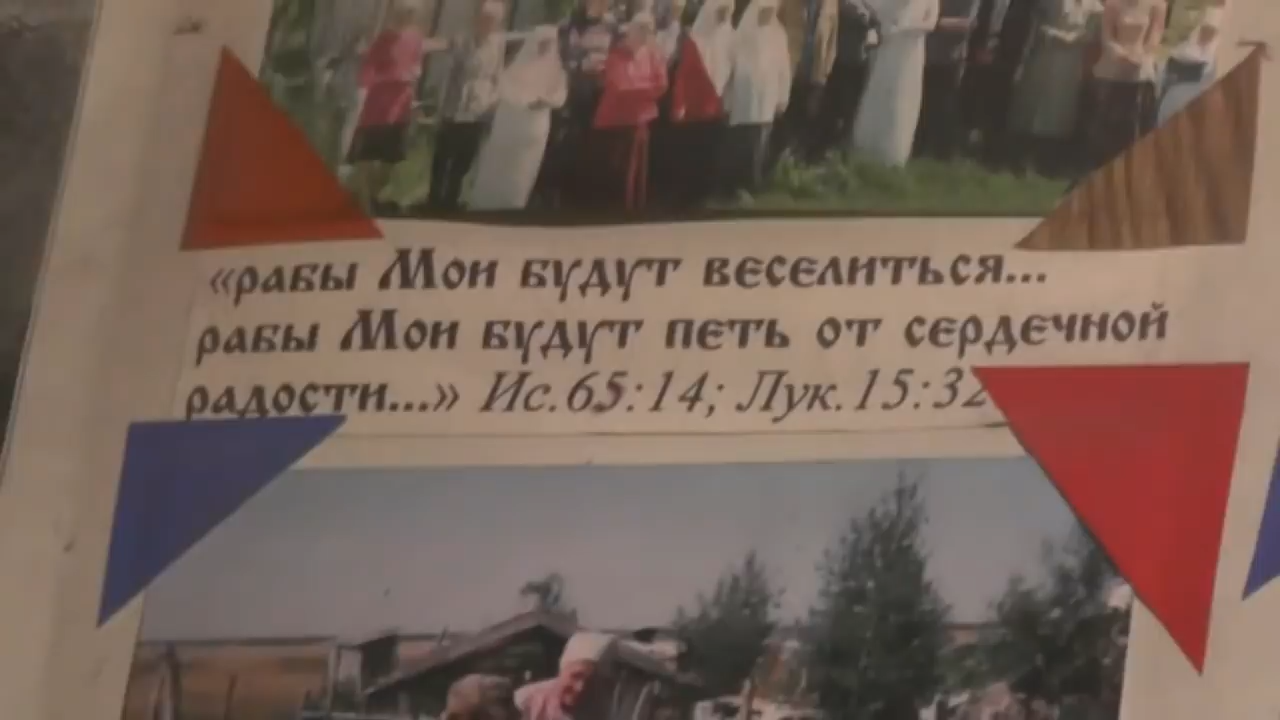 «рабы Мои будут веселиться...
рабы Мои будут петь от сердечной
радости...» Ис.65:14; Лук.15:32